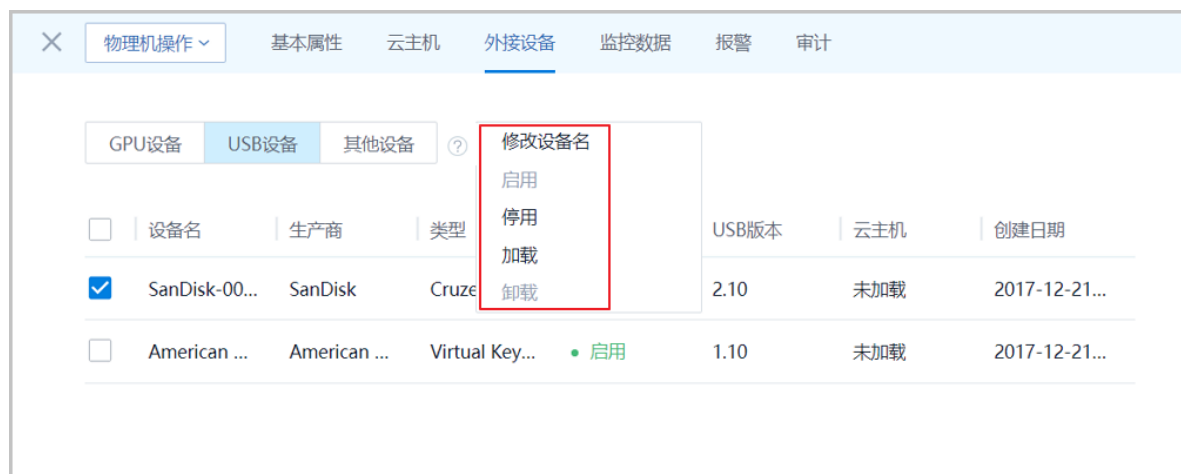 物理机操作 基本属性 云主机 外接设备 监控数据 报警 审计
GPU设备 USB设备 其他设备 ?
修改设备名
启用
停用
加载
卸载
设备名 生产商 类型 USB版本 云主机 创建日期
SanDisk-00... SanDisk Cruze 2.10 未加载 2017-12-21...
American ... American ... Virtual Key... 启用 1.10 未加载 2017-12-21...